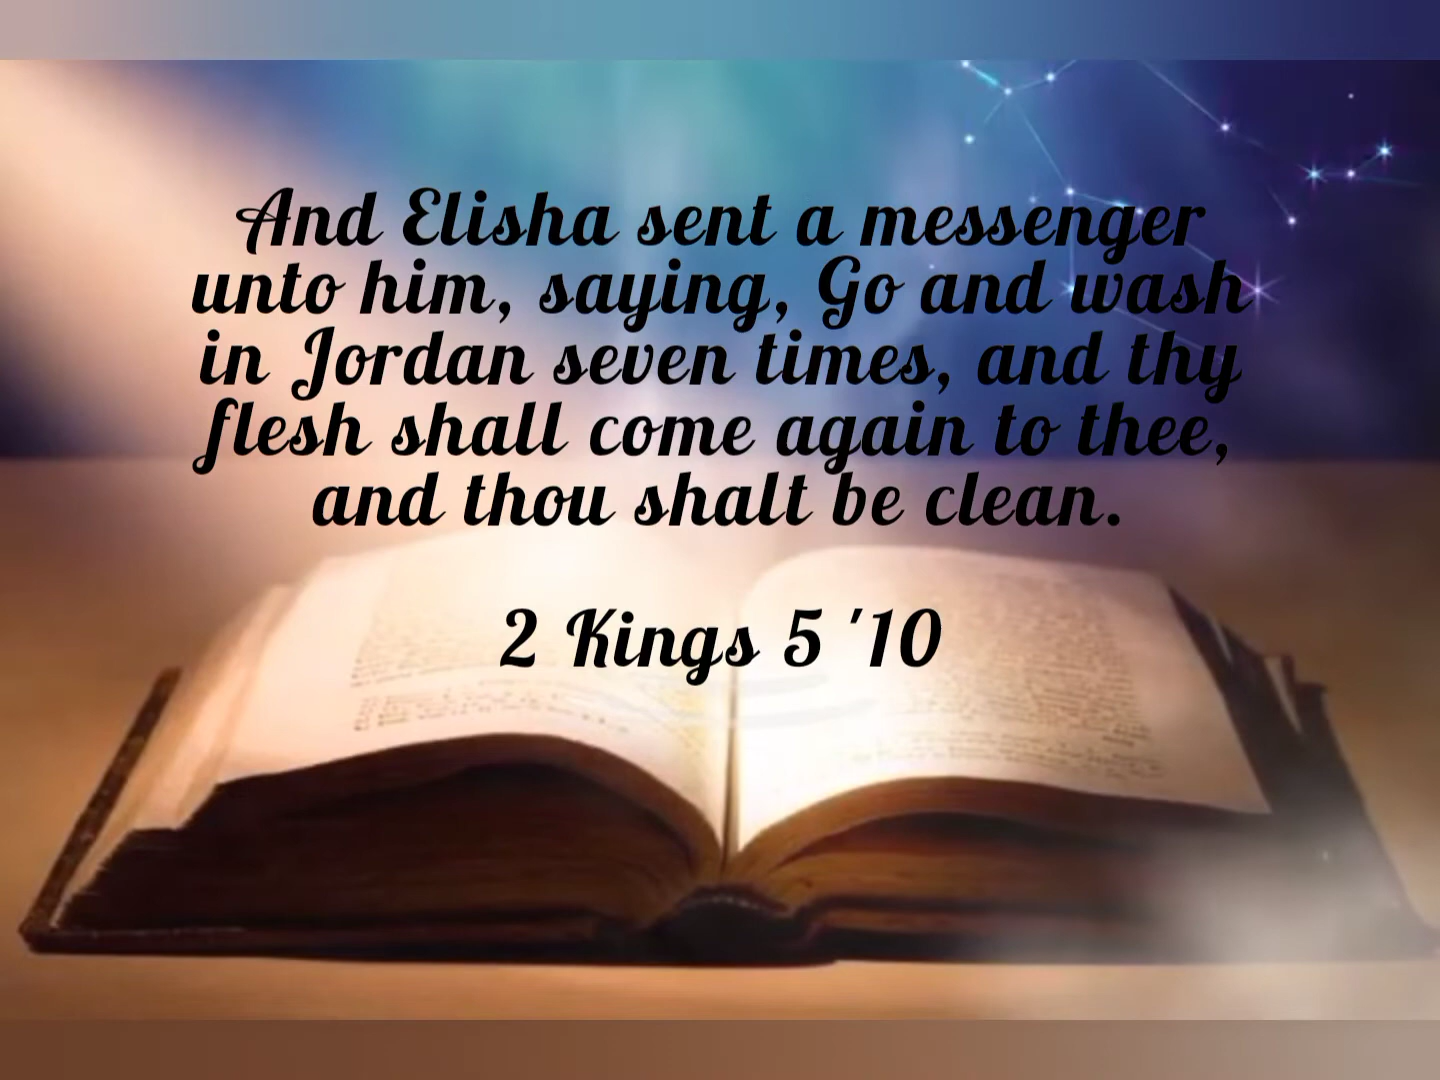 And Elisha sent a messenger
unto him, saying, Go and wash
in Jordan seven times, and thy
flesh shall come again to thee,
and thou shalt be clean.
2 Kings 5 '10